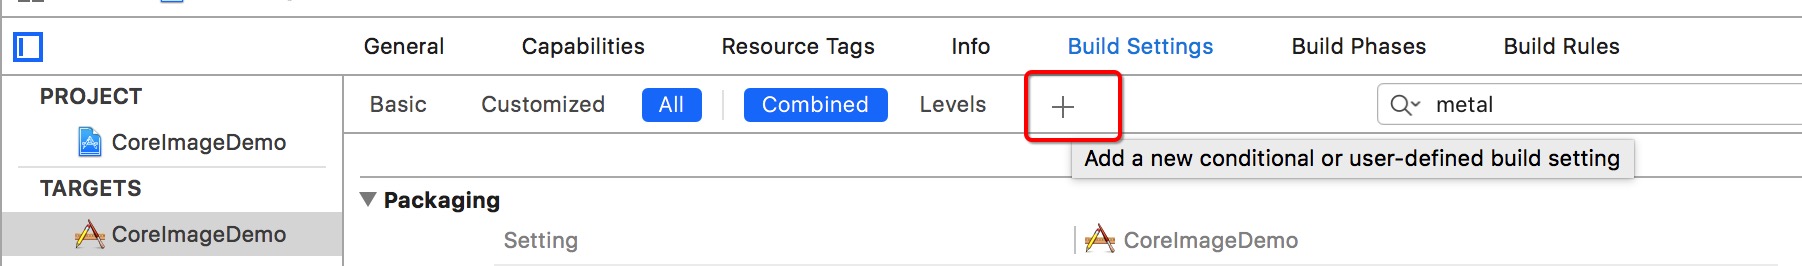 General Capabilities Resource Tags Info Build Settings Build Phases Build Rules
PROJECT
Basic Customized All Combined Levels + metal
CoreImageDemo
Add a new conditional or user-defined build setting
TARGETS
Packaging
CoreImageDemo
Setting CoreImageDemo